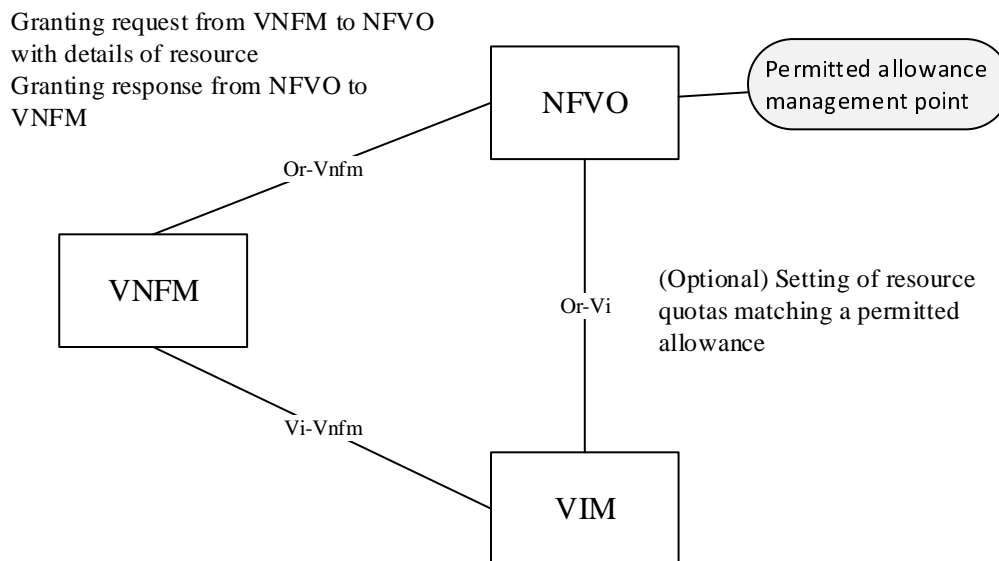 Granting request from VNFM to NFVO
with details of resource
Granting response from NFVO to
VNFM
NFVO
Permitted allowance
management point
Or-Vnfm
VNFM
(Optional) Setting of resource
quotas matching a permitted
allowance
Or-Vi
Vi-Vnfm
VIM